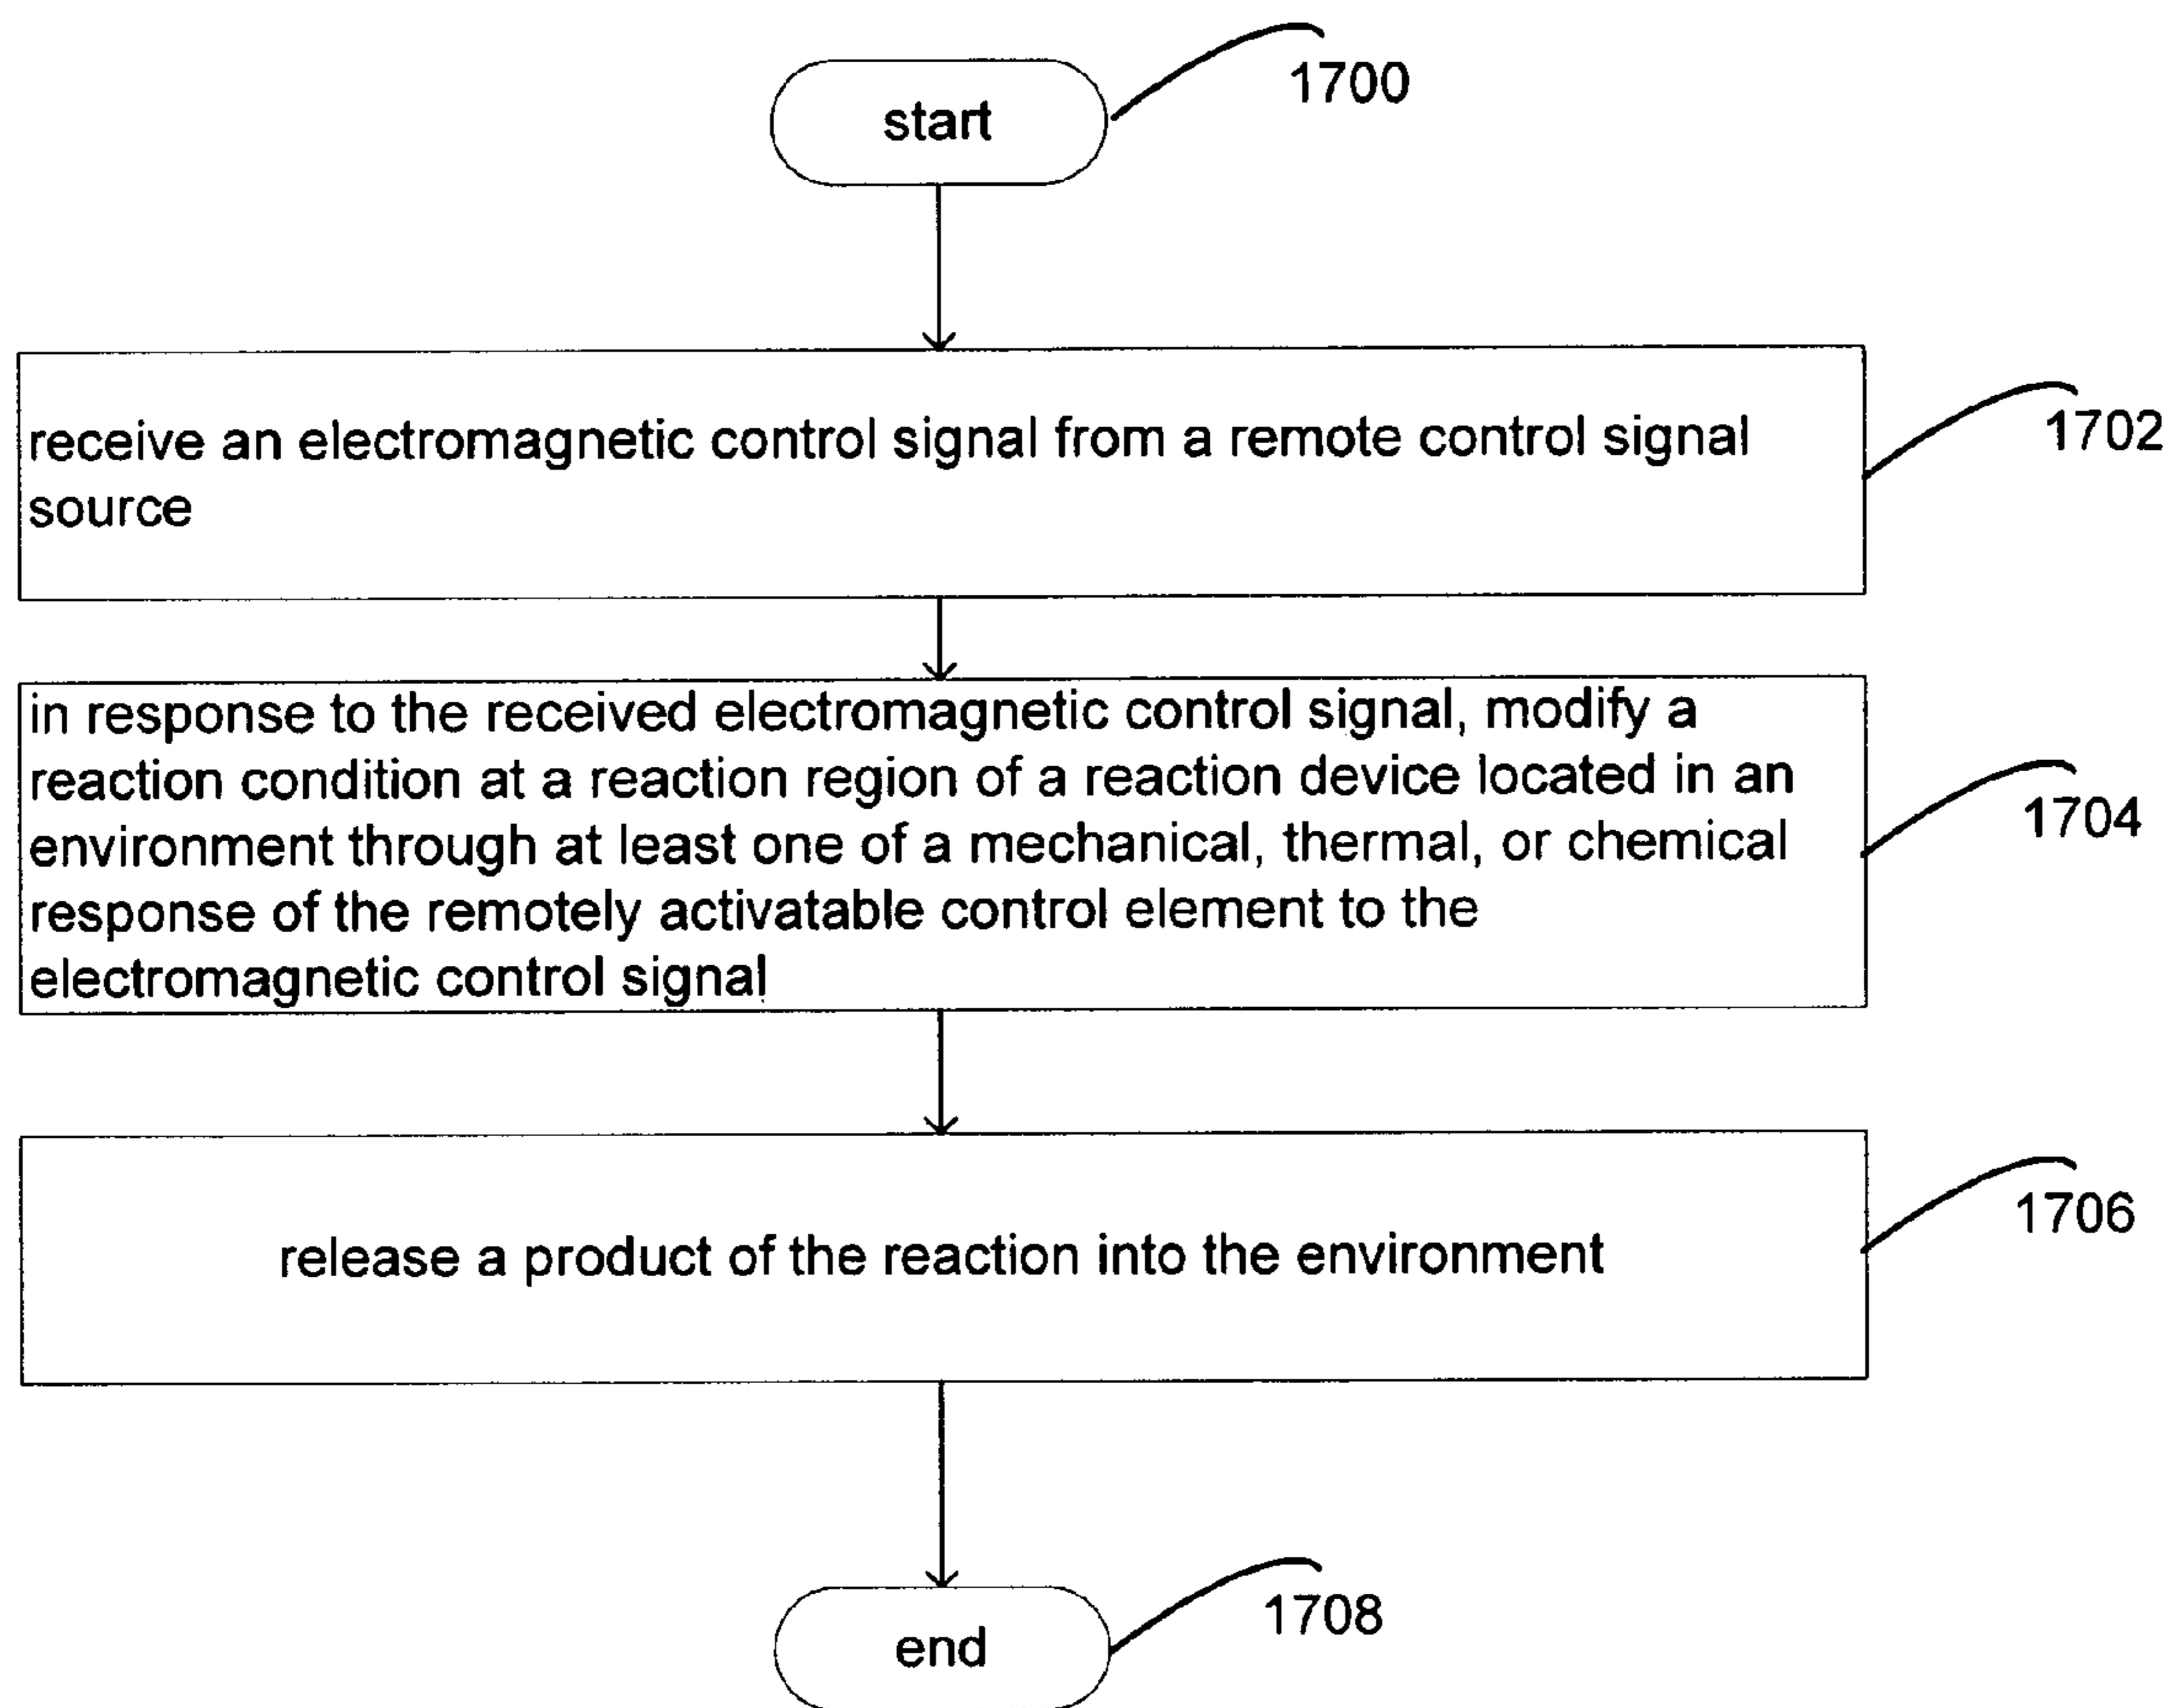 start
1700
receive an electromagnetic control signal from a remote control signal
source
1702
in response to the received electromagnetic control signal, modify a
reaction condition at a reaction region of a reaction device located in an
environment through at least one of a mechanical, thermal, or chemical
response of the remotely activatable control element to the
electromagnetic control signal
1704
release a product of the reaction into the environment
1706
end
1708